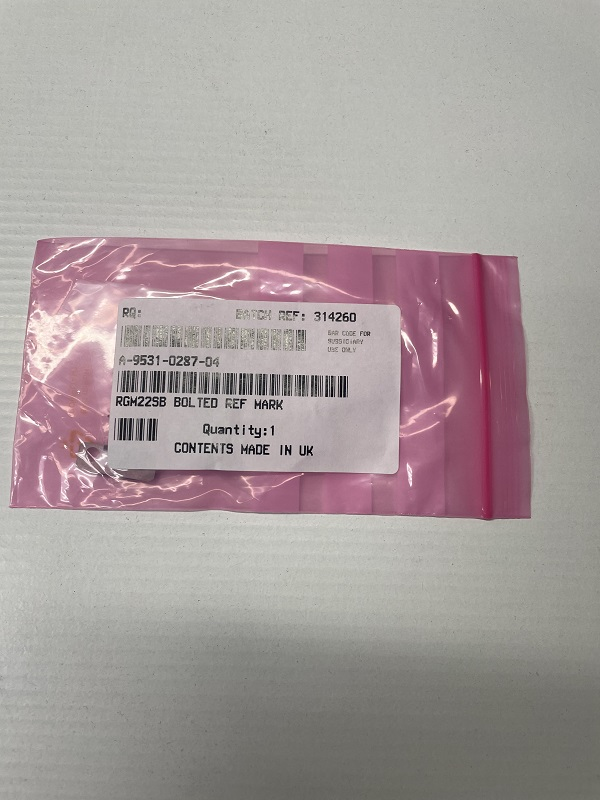 RQ: BATCH REF: 314260
BAR CODE FOR
SUBSIDIARY
USE ONLY
A-9531-0287-04
RGM22SB BOLTED REF MARK
Quantity:1
CONTENTS MADE IN UK